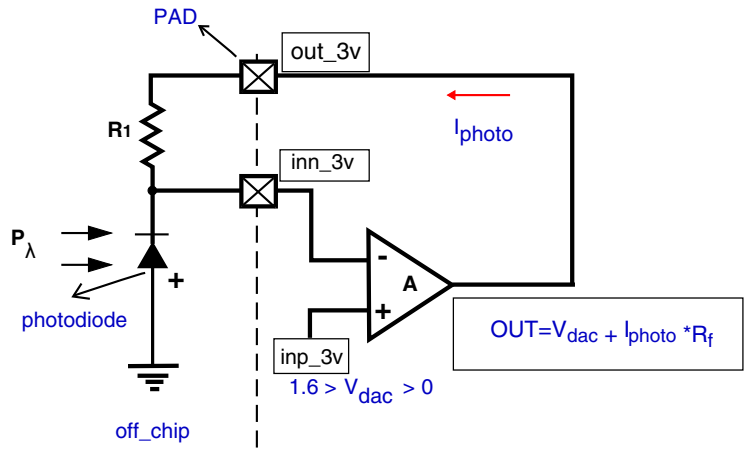 PAD
out_3v
R1
Iphoto
inn_3v
Pλ
-
A
+
+
photodiode
OUT=Vdac + Iphoto *Rf
inp_3v
1.6 > Vdac > 0
off_chip